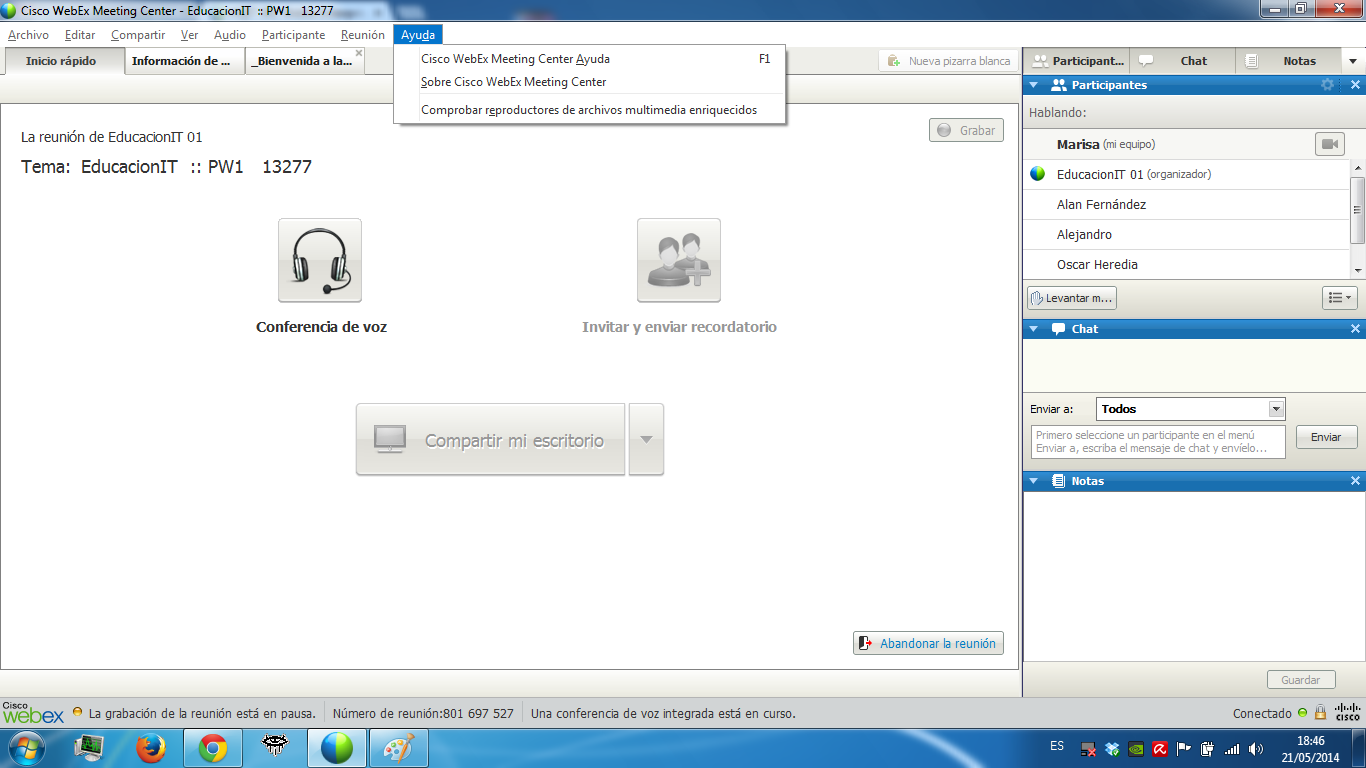 Cisco WebEx Meeting Center - EducacionIT :: PW1 13277
Archivo Editar Compartir Ver Audio Participante Reunión Ayuda
Cisco WebEx Meeting Center Ayuda F1
Sobre Cisco WebEx Meeting Center
Comprobar reproductores de archivos multimedia enriquecidos
Inicio rápido Información de ... _Bienvenida a la...
Nueva pizarra blanca
Participant... Chat Notas
La reunión de EducacionIT 01
Grabar
Tema: EducacionIT :: PW1 13277
Conferencia de voz
Invitar y enviar recordatorio
Compartir mi escritorio
Abandonar la reunión
Participantes
Hablando:
Marisa (mi equipo)
EducacionIT 01 (organizador)
Alan Fernández
Alejandro
Oscar Heredia
Levantar m...
Chat
Enviar a: Todos
Primero seleccione un participante en el menú
Enviar a, escriba el mensaje de chat y envíelo...
Enviar
Notas
Guardar
Cisco
webex
La grabación de la reunión está en pausa. Número de reunión:801 697 527 Una conferencia de voz integrada está en curso.
Conectado
CISCO
ES
18:46
21/05/2014